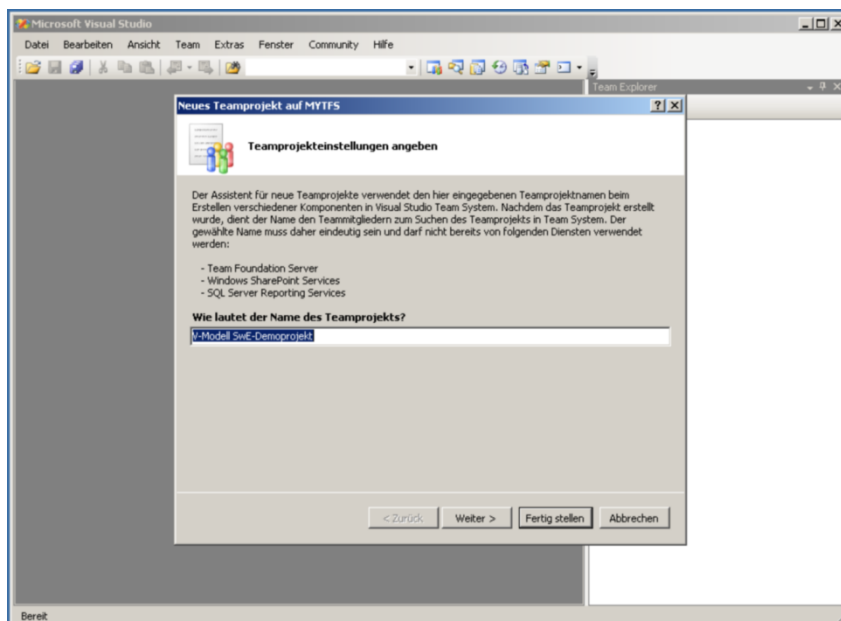 Microsoft Visual Studio
Datei Bearbeiten Ansicht Team Extras Fenster Community Hilfe
Team Explorer
Neues Teamprojekt auf MYTFS
Teamprojekteinstellungen angeben
Der Assistent für neue Teamprojekte verwendet den hier eingegebenen Teamprojektnamen beim
Erstellen verschiedener Komponenten in Visual Studio Team System. Nachdem das Teamprojekt erstellt
wurde, dient der Name den Teammitgliedern zum Suchen des Teamprojekts in Team System. Der
gewählte Name muss daher eindeutig sein und darf nicht bereits von folgenden Diensten verwendet
werden:
- Team Foundation Server
- Windows SharePoint Services
- SQL Server Reporting Services
Wie lautet der Name des Teamprojekts?
V-Modell SwE-Demoprojekt
< Zurück Weiter > Fertig stellen Abbrechen
Bereit